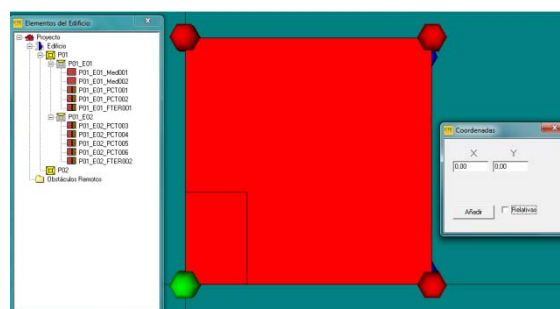 Elementos del Edificio
Proyecto
Edificio
P01
P01_E01
P01_E01_Med001
P01_E01_Med002
P01_E01_PCT001
P01_E01_PCT002
P01_E01_FTER001
P01_E02
P01_E02_PCT003
P01_E02_PCT004
P01_E02_PCT005
P01_E02_PCT006
P01_E02_FTER002
P02
Obstáculos Remotos
Coordenadas
X Y
0,00 0,00
Añadir Relativas